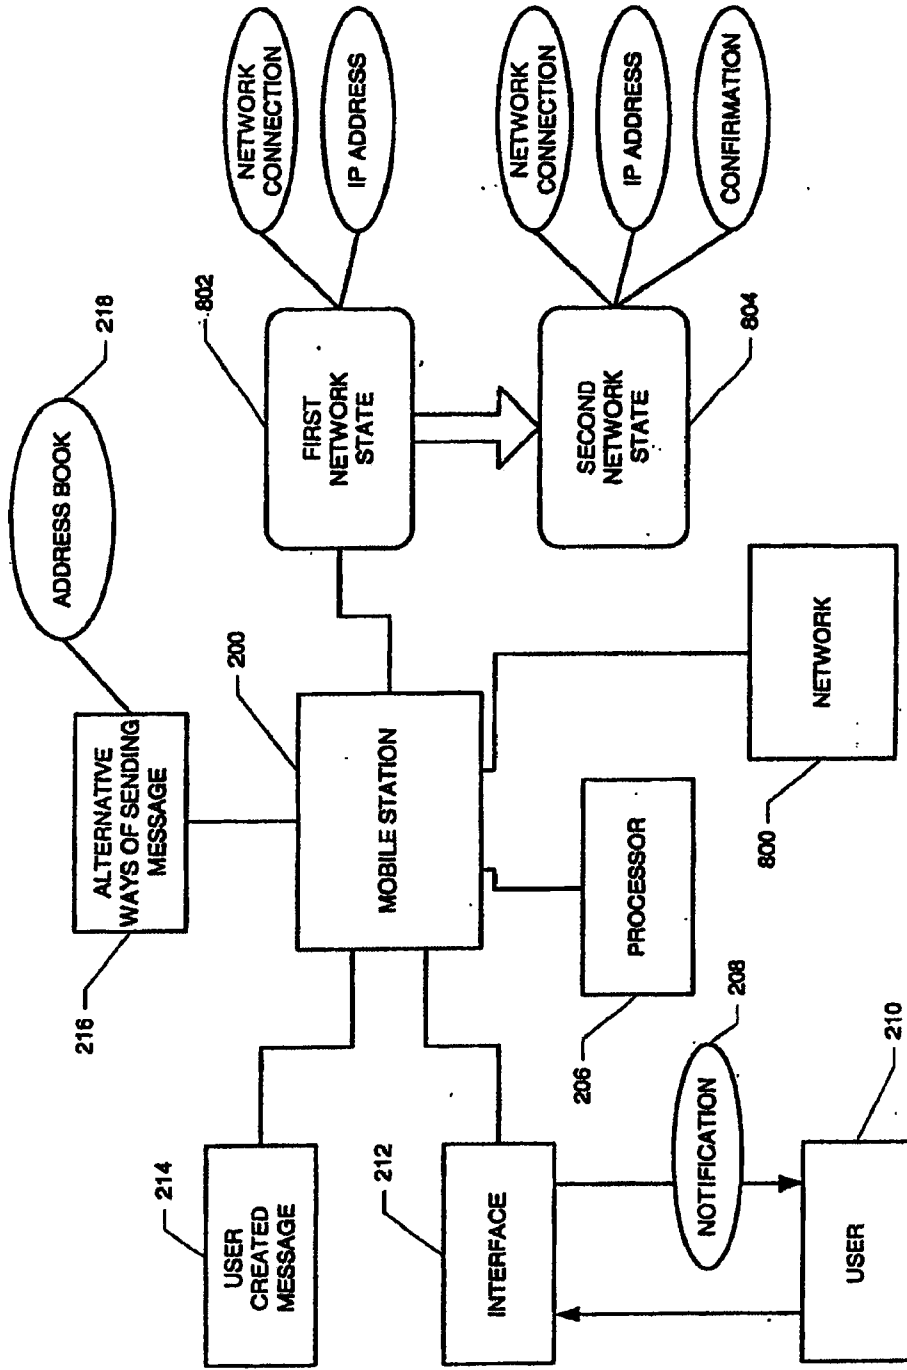 ADDRESS BOOK
218
ALTERNATIVE
WAYS OF SENDING
MESSAGE
216
200
MOBILE STATION
802
FIRST
NETWORK
STATE
NETWORK
CONNECTION
IP ADDRESS
SECOND
NETWORK
STATE
804
NETWORK
CONNECTION
IP ADDRESS
CONFIRMATION
214
USER
CREATED
MESSAGE
212
INTERFACE
PROCESSOR
206
NETWORK
800
NOTIFICATION
208
USER
210